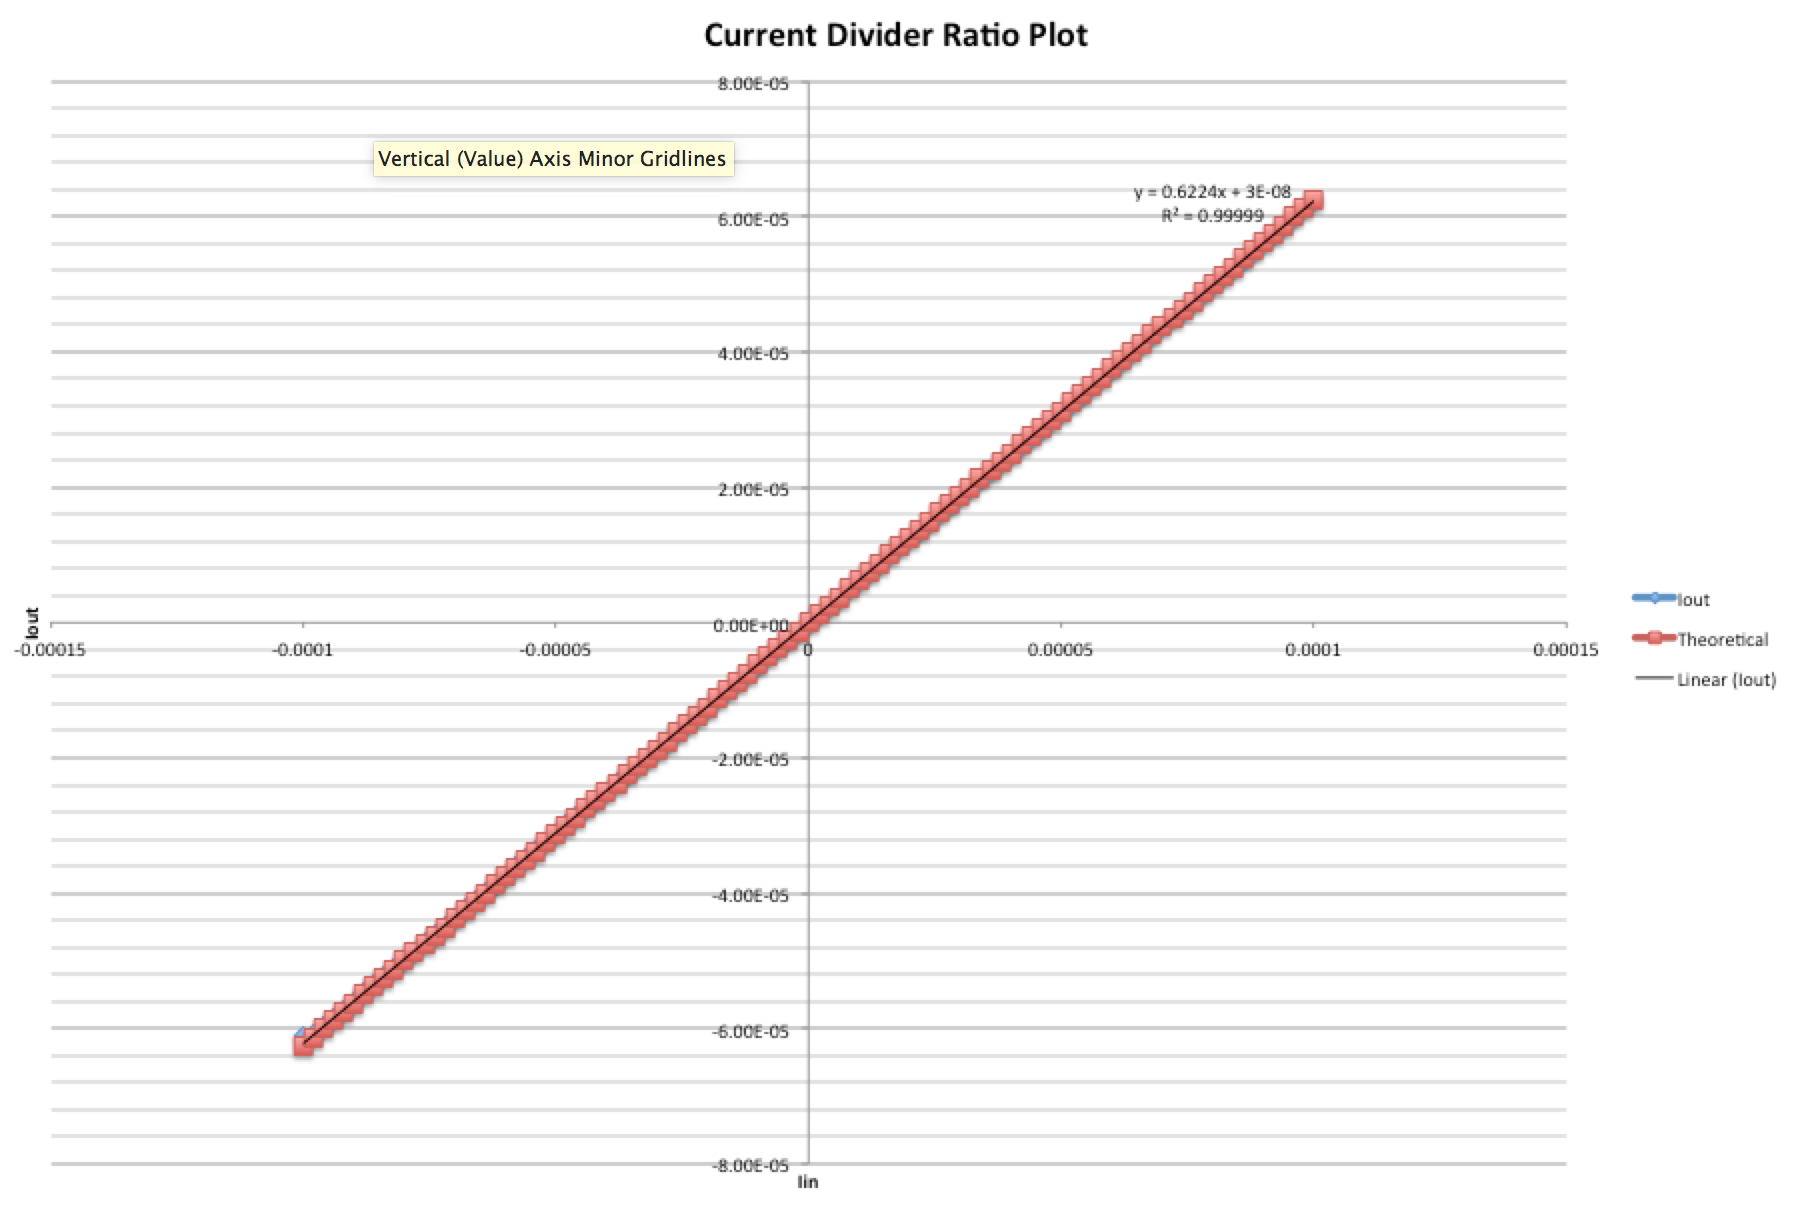 Current Divider Ratio Plot
8.00E-05
Vertical (Value) Axis Minor Gridlines
y = 0.6224x + 3E-08
R² = 0.99999
6.00E-05
4.00E-05
2.00E-05
Iout
0.00E+00
-0.00015 -0.0001 -0.00005 0 0.00005 0.0001 0.00015
Iout
Theoretical
Linear (Iout)
-2.00E-05
-4.00E-05
-6.00E-05
-8.00E-05
Iin